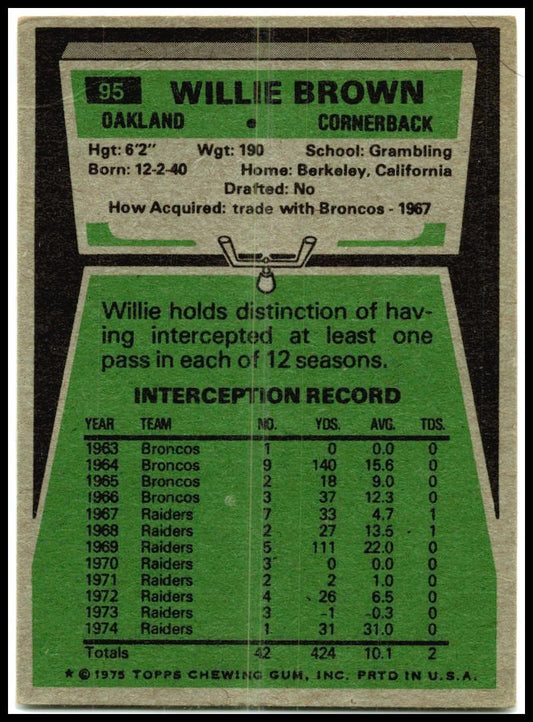 95 WILLIE BROWN
OAKLAND • CORNERBACK
Hgt: 6'2" Wgt: 190 School: Grambling
Born: 12-2-40 Home: Berkeley, California
Drafted: No
How Acquired: trade with Broncos - 1967
Willie holds distinction of hav-
ing intercepted at least one
pass in each of 12 seasons.
INTERCEPTION RECORD
YEAR TEAM NO. YDS. AVG. TDS.
1963 Broncos 1 0 0.0 0
1964 Broncos 9 140 15.6 0
1965 Broncos 2 18 9.0 0
1966 Broncos 3 37 12.3 0
1967 Raiders 7 33 4.7 1
1968 Raiders 2 27 13.5 1
1969 Raiders 5 111 22.0 0
1970 Raiders 3 0 0.0 0
1971 Raiders 2 2 1.0 0
1972 Raiders 4 26 6.5 0
1973 Raiders 3 -1 -0.3 0
1974 Raiders 1 31 31.0 0
Totals 42 424 10.1 2
★ © 1975 TOPPS CHEWING GUM, INC. PRTD IN U.S.A.